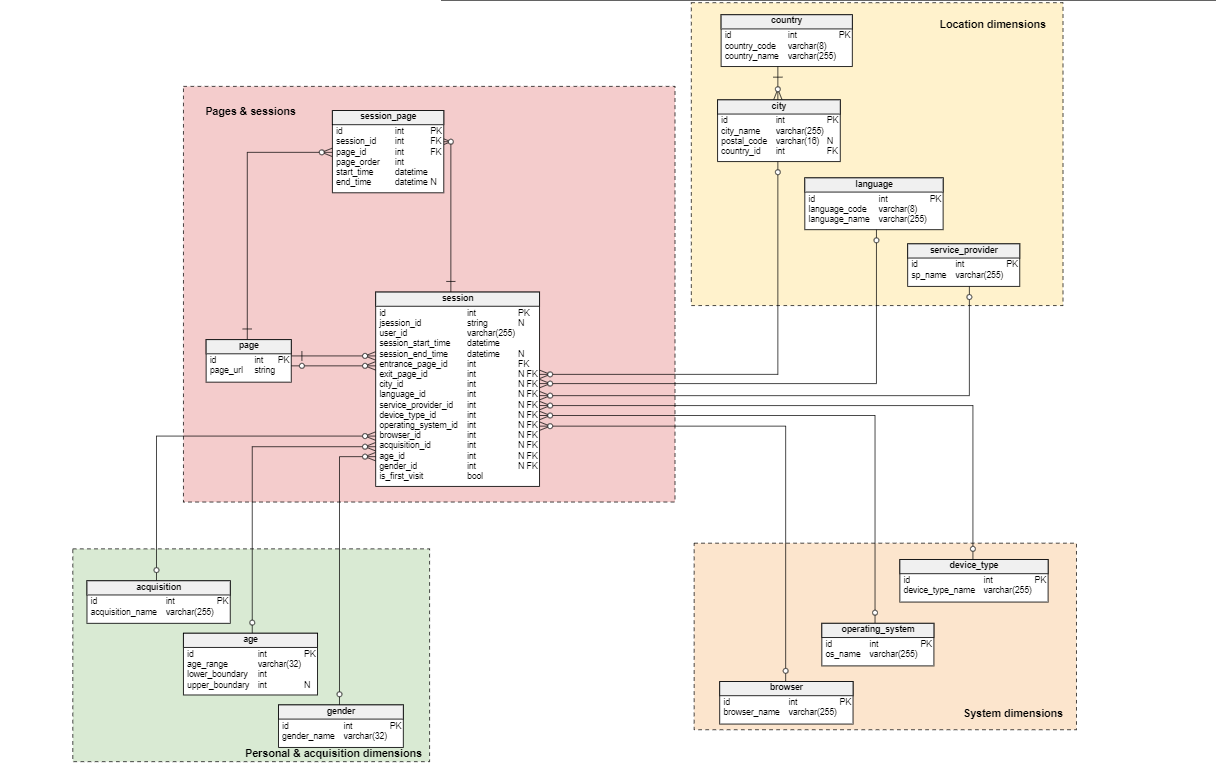 Location dimensions
country
id int PK
country_code varchar(8)
country_name varchar(255)
city
id int PK
city_name varchar(255)
postal_code varchar(16) N
country_id int FK
language
id int PK
language_code varchar(8)
language_name varchar(255)
service_provider
id int PK
sp_name varchar(255)
Pages & sessions
session_page
id int PK
session_id int FK
page_id int FK
page_order int
start_time datetime
end_time datetime N
page
id int PK
page_url string
session
id int PK
jsession_id string N
user_id varchar(255)
session_start_time datetime
session_end_time datetime N
entrance_page_id int FK
exit_page_id int N FK
city_id int N FK
language_id int N FK
service_provider_id int N FK
device_type_id int N FK
operating_system_id int N FK
browser_id int N FK
acquisition_id int N FK
age_id int N FK
gender_id int N FK
is_first_visit bool
acquisition
id int PK
acquisition_name varchar(255)
age
id int PK
age_range varchar(32)
lower_boundary int
upper_boundary int N
gender
id int PK
gender_name varchar(32)
Personal & acquisition dimensions
device_type
id int PK
device_type_name varchar(255)
operating_system
id int PK
os_name varchar(255)
browser
id int PK
browser_name varchar(255)
System dimensions